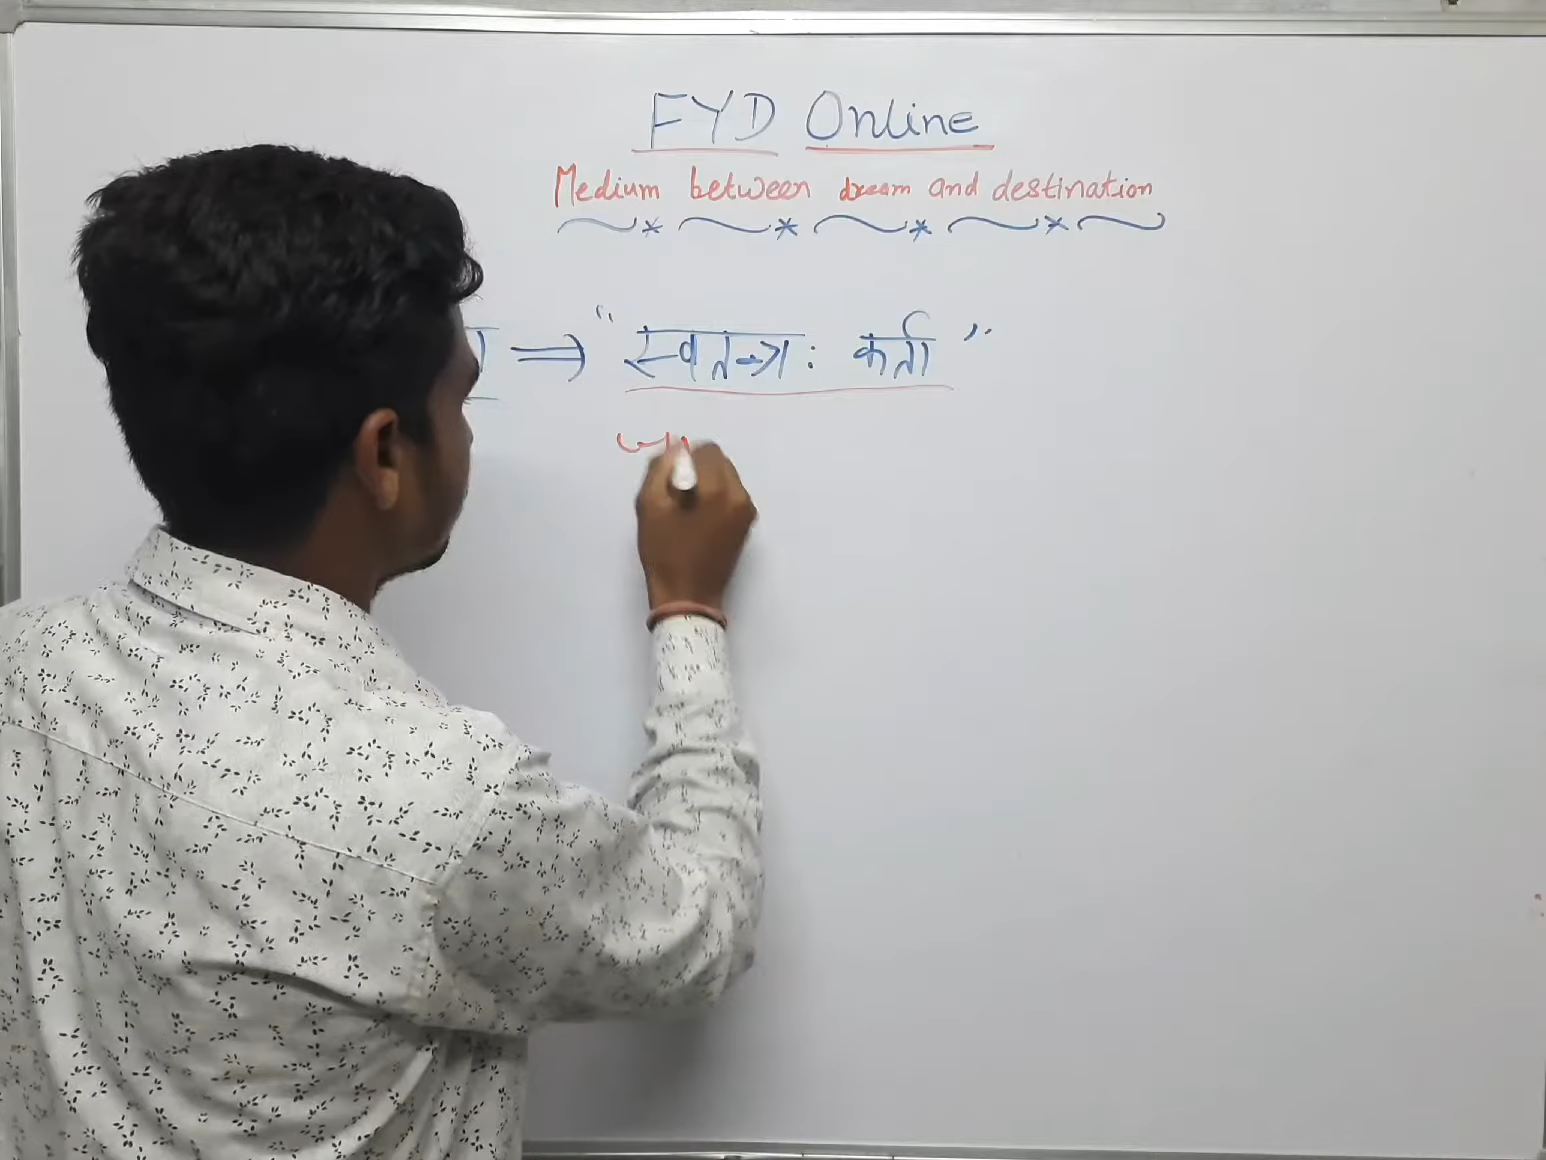 FYD Online
Medium between dream and destination
⇒ "स्वतन्त्रः कर्ता"